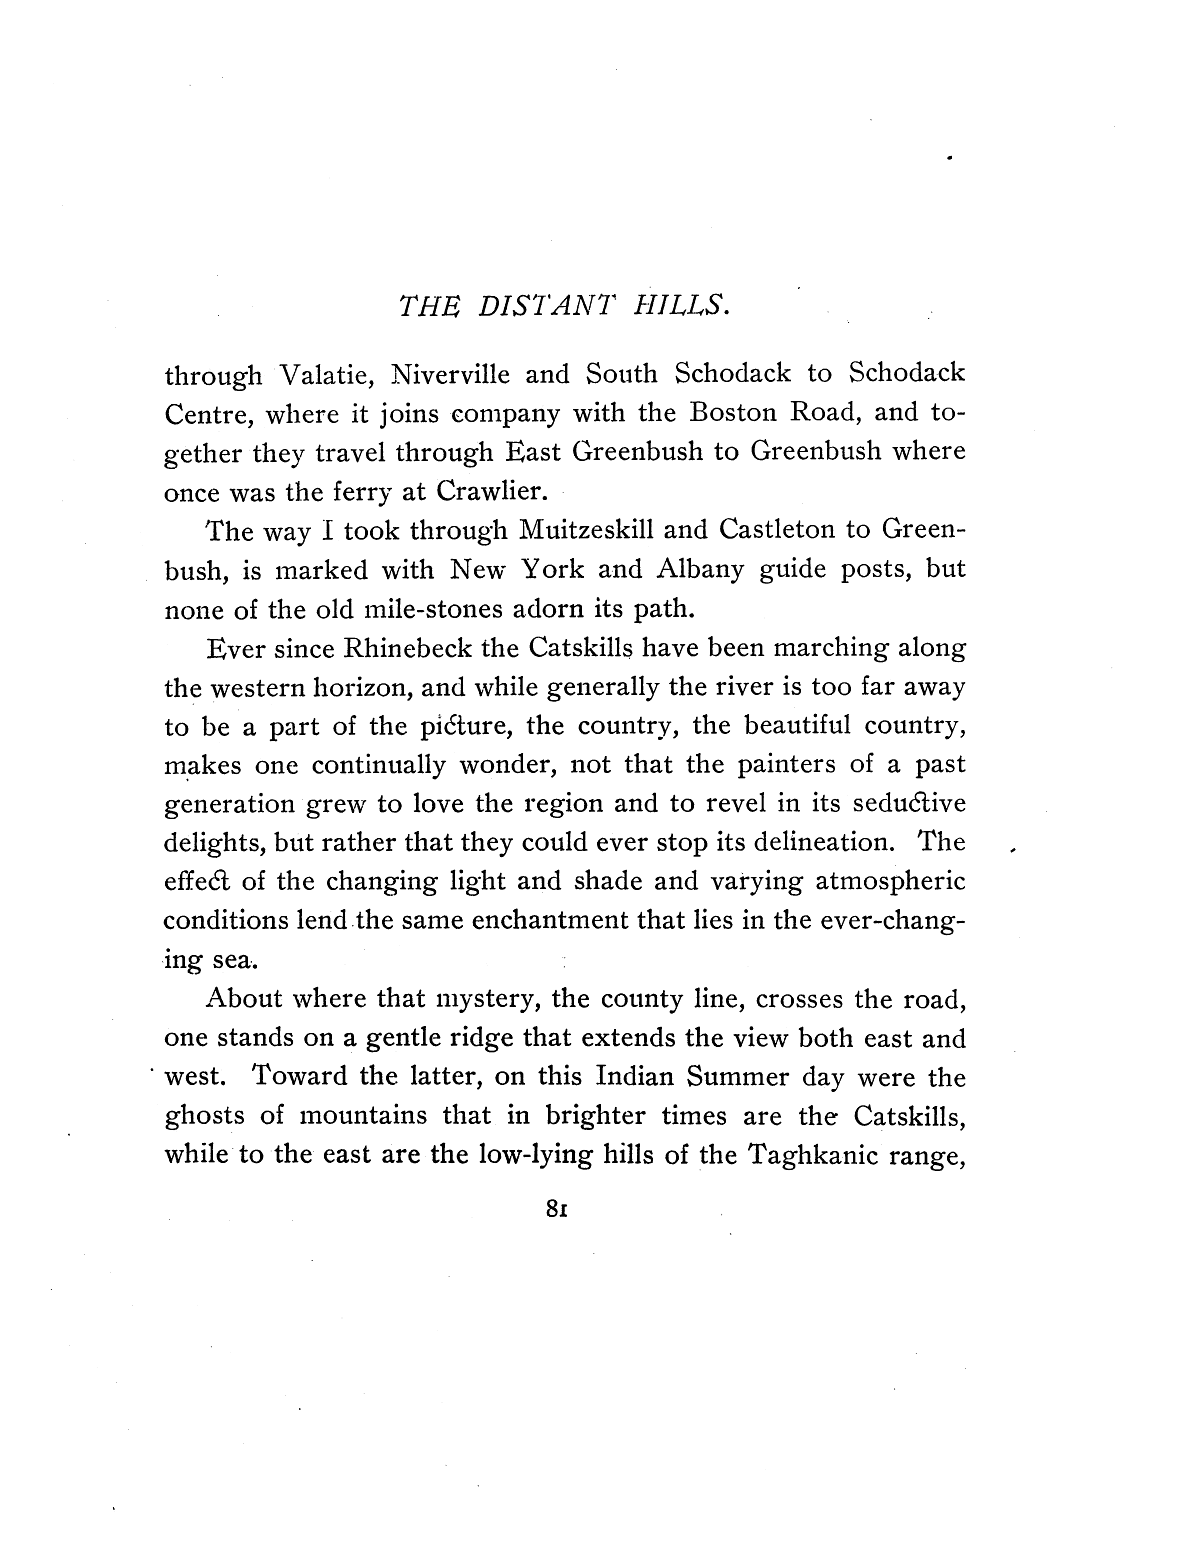 THE DISTANT HILLS.
through Valatie, Niverville and South Schodack to Schodack
Centre, where it joins company with the Boston Road, and to-
gether they travel through East Greenbush to Greenbush where
once was the ferry at Crawlier.
The way I took through Muitzeskill and Castleton to Green-
bush, is marked with New York and Albany guide posts, but
none of the old mile-stones adorn its path.
Ever since Rhinebeck the Catskills have been marching along
the western horizon, and while generally the river is too far away
to be a part of the picture, the country, the beautiful country,
makes one continually wonder, not that the painters of a past
generation grew to love the region and to revel in its seductive
delights, but rather that they could ever stop its delineation. The
effect of the changing light and shade and varying atmospheric
conditions lend the same enchantment that lies in the ever-chang-
ing sea.
About where that mystery, the county line, crosses the road,
one stands on a gentle ridge that extends the view both east and
west. Toward the latter, on this Indian Summer day were the
ghosts of mountains that in brighter times are the Catskills,
while to the east are the low-lying hills of the Taghkanic range,
81